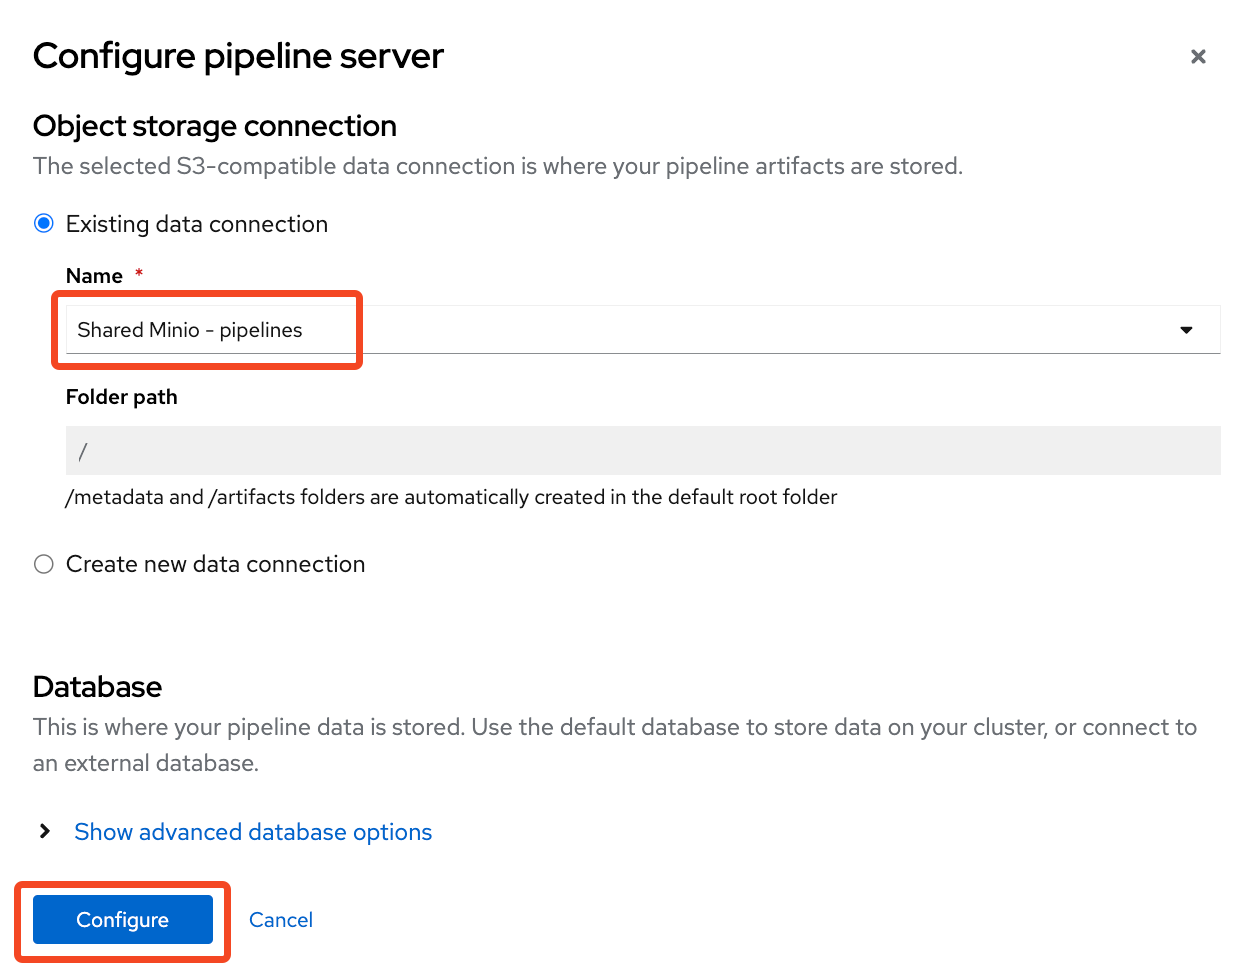 Configure pipeline server
Object storage connection
The selected S3-compatible data connection is where your pipeline artifacts are stored.
Existing data connection
Name *
Shared Minio - pipelines
Folder path
/
/metadata and /artifacts folders are automatically created in the default root folder
Create new data connection
Database
This is where your pipeline data is stored. Use the default database to store data on your cluster, or connect to
an external database.
Show advanced database options
Configure Cancel